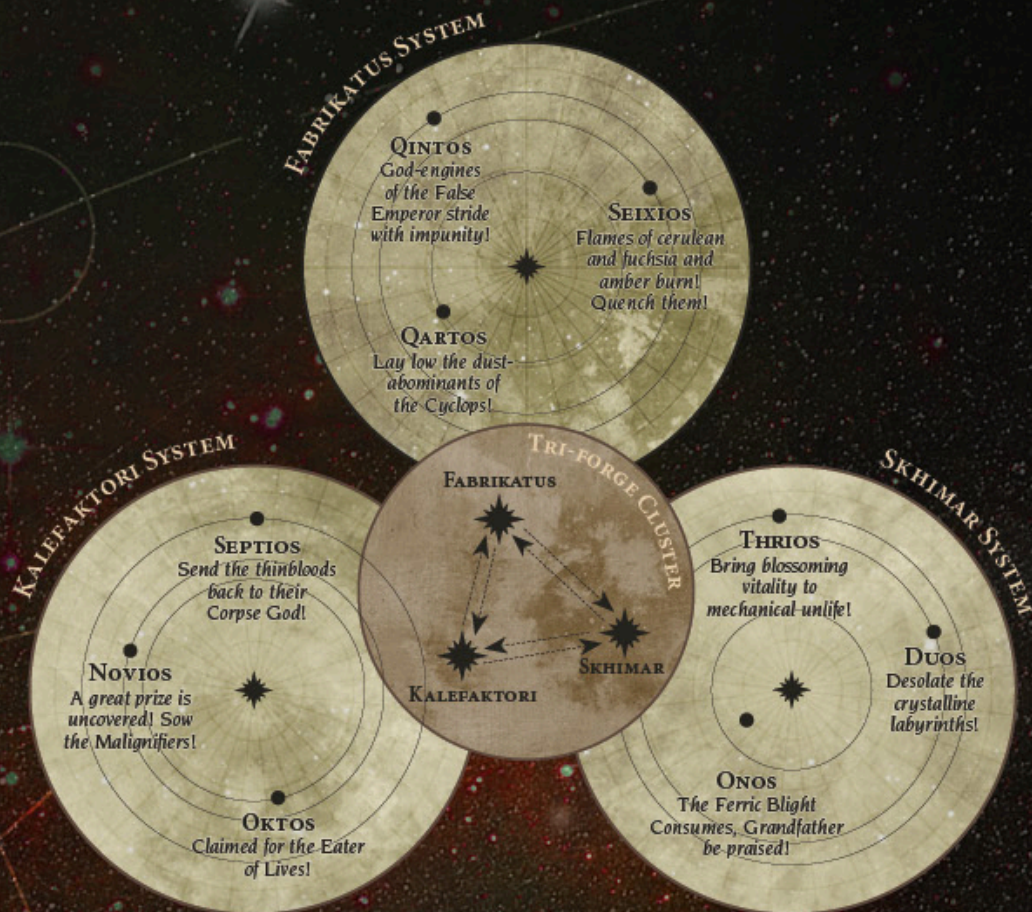 FABRIKATUS SYSTEM
QINTOS
God-engines
of the False
Emperor stride
with impunity!
SEIXIOS
Flames of cerulean
and fuchsia and
amber burn!
Quench them!
QARTOS
Lay low the dust-
abominants of
the Cyclops!
TRI-FORGE CLUSTER
FABRIKATUS
SKHIMAR
KALEFAKTORI
KALEFAKTORI SYSTEM
SEPTIOS
Send the thinbloods
back to their
Corpse God!
NOVIOS
A great prize is
uncovered! Sow
the Malignifiers!
OKTOS
Claimed for the Eater
of Lives!
SKHIMAR SYSTEM
THRIOS
Bring blossoming
vitality to
mechanical unlife!
DUOS
Desolate the
crystalline
labyrinths!
ONOS
The Ferric Blight
Consumes, Grandfather
be praised!